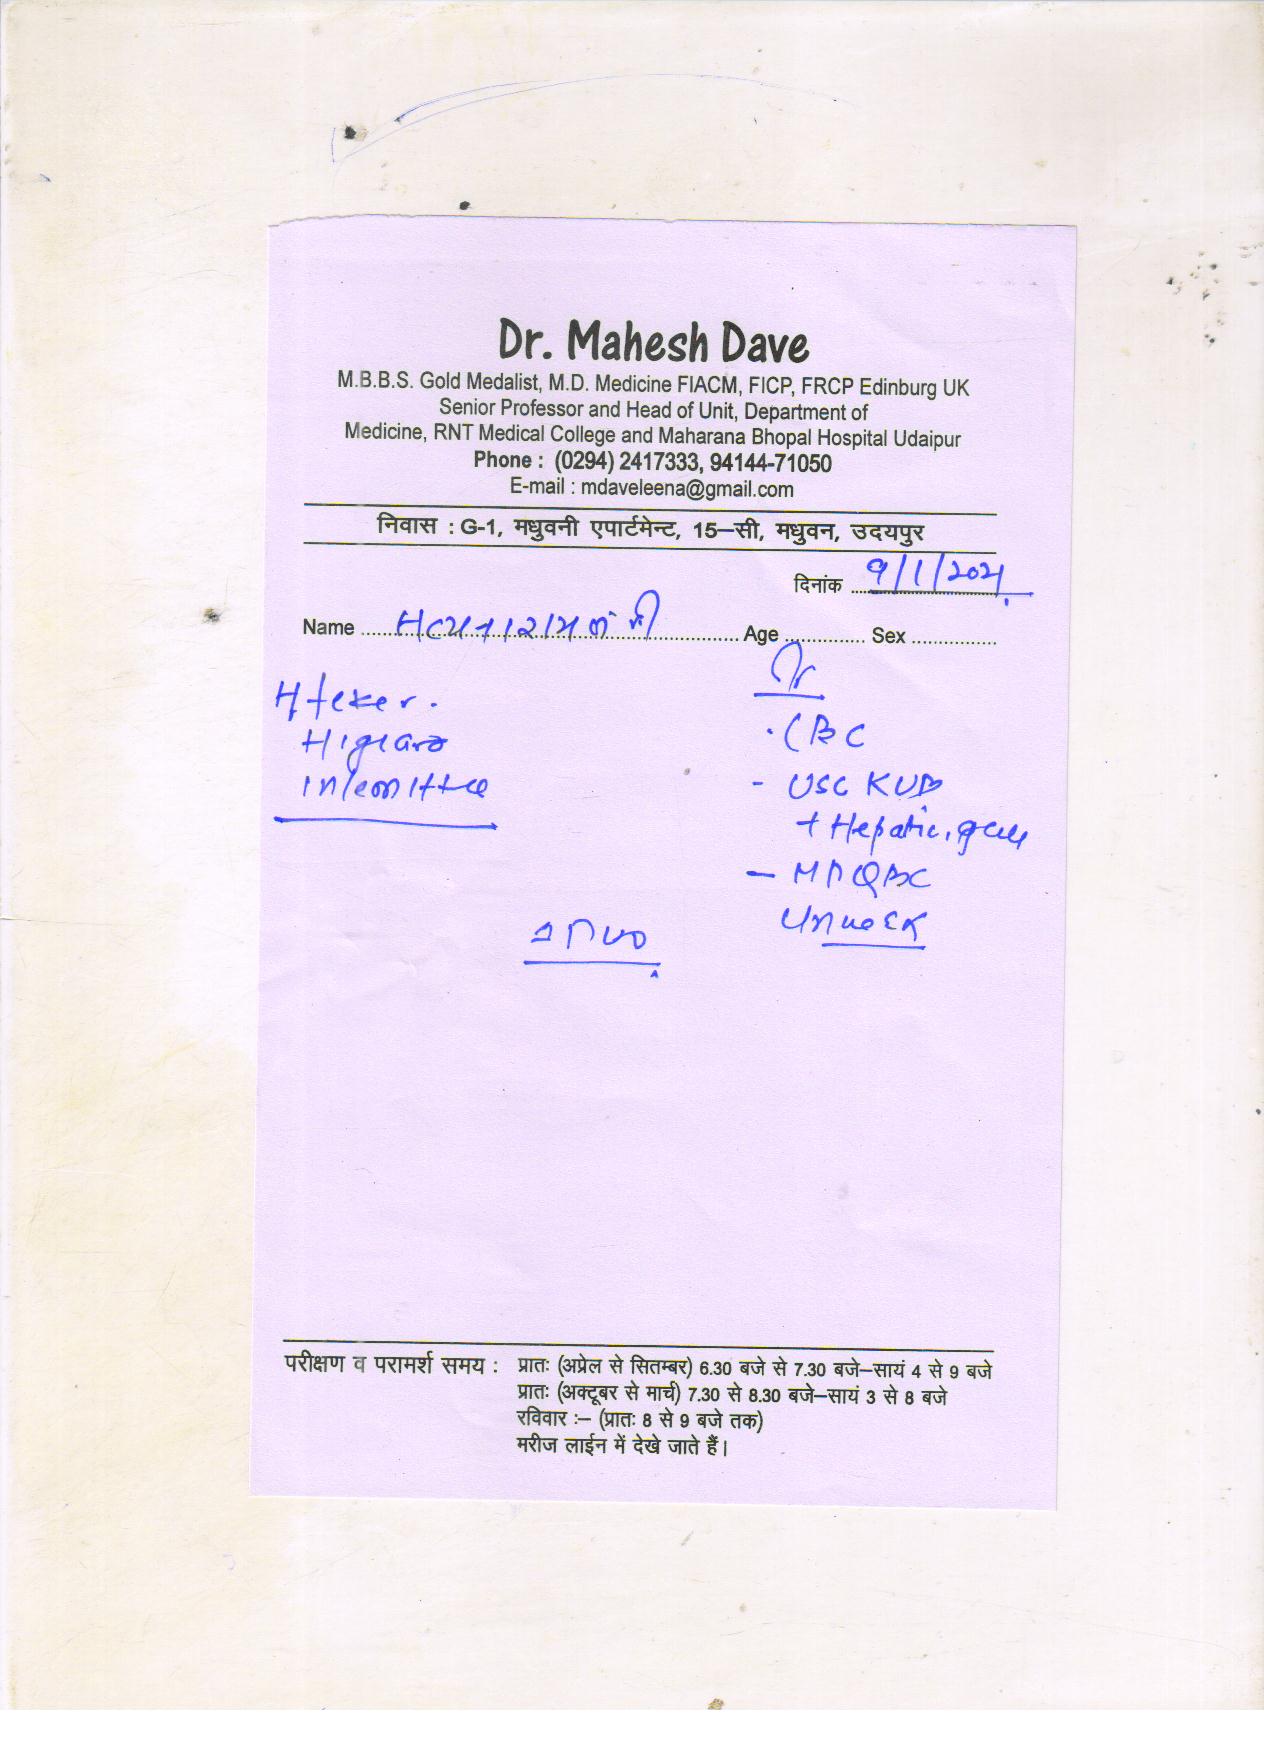 Dr. Mahesh Dave
M.B.B.S. Gold Medalist, M.D. Medicine FIACM, FICP, FRCP Edinburg UK
Senior Professor and Head of Unit, Department of
Medicine, RNT Medical College and Maharana Bhopal Hospital Udaipur
Phone : (0294) 2417333, 94144-71050
E-mail : mdaveleena@gmail.com
निवास : G-1, मधुवनी एपार्टमेन्ट, 15–सी, मधुवन, उदयपुर
दिनांक 9/1/2021
Name Age Sex
H/
CBC
- KUB
+ Hepatic,
- MP QBC
परीक्षण व परामर्श समय : प्रातः (अप्रेल से सितम्बर) 6.30 बजे से 7.30 बजे–सायं 4 से 9 बजे
प्रातः (अक्टूबर से मार्च) 7.30 से 8.30 बजे–सायं 3 से 8 बजे
रविवार :– (प्रातः 8 से 9 बजे तक)
मरीज लाईन में देखे जाते हैं।